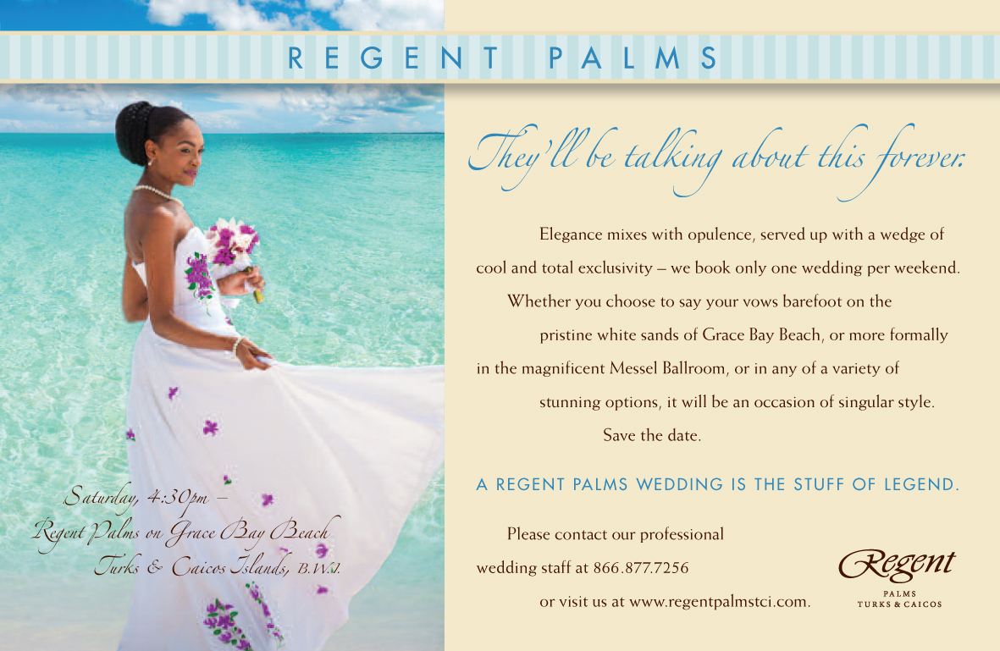 REGENT PALMS
They'll be talking about this forever.
Elegance mixes with opulence, served up with a wedge of
cool and total exclusivity – we book only one wedding per weekend.
Whether you choose to say your vows barefoot on the
pristine white sands of Grace Bay Beach, or more formally
in the magnificent Messel Ballroom, or in any of a variety of
stunning options, it will be an occasion of singular style.
Save the date.
A REGENT PALMS WEDDING IS THE STUFF OF LEGEND.
Please contact our professional
wedding staff at 866.877.7256
or visit us at www.regentpalmstci.com.
Saturday, 4:30pm –
Regent Palms on Grace Bay Beach
Turks & Caicos Islands, B.W.I.
Regent
PALMS
TURKS & CAICOS